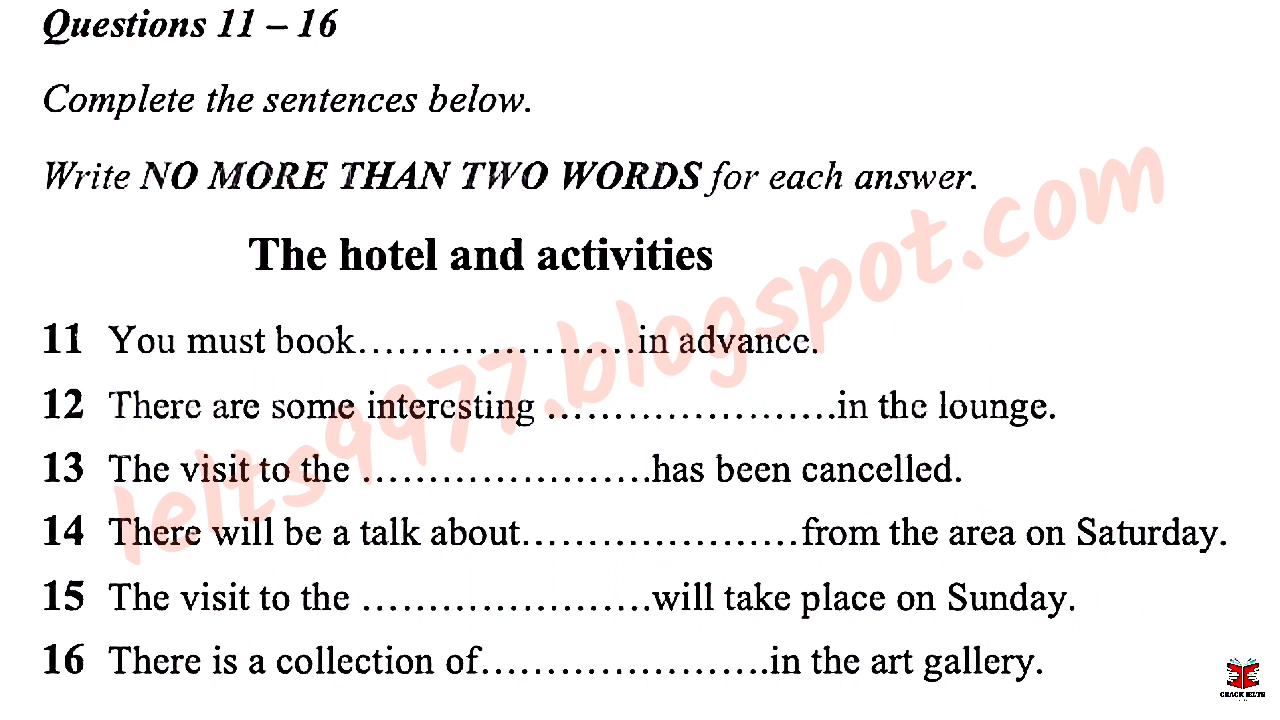 Questions 11 – 16
Complete the sentences below.
Write NO MORE THAN TWO WORDS for each answer.
The hotel and activities
11 You must book.....................in advance.
12 There are some interesting ......................in the lounge.
13 The visit to the ......................has been cancelled.
14 There will be a talk about.....................from the area on Saturday.
15 The visit to the ......................will take place on Sunday.
16 There is a collection of......................in the art gallery.
Ielts9977.blogspot.com
CRACK IELTS